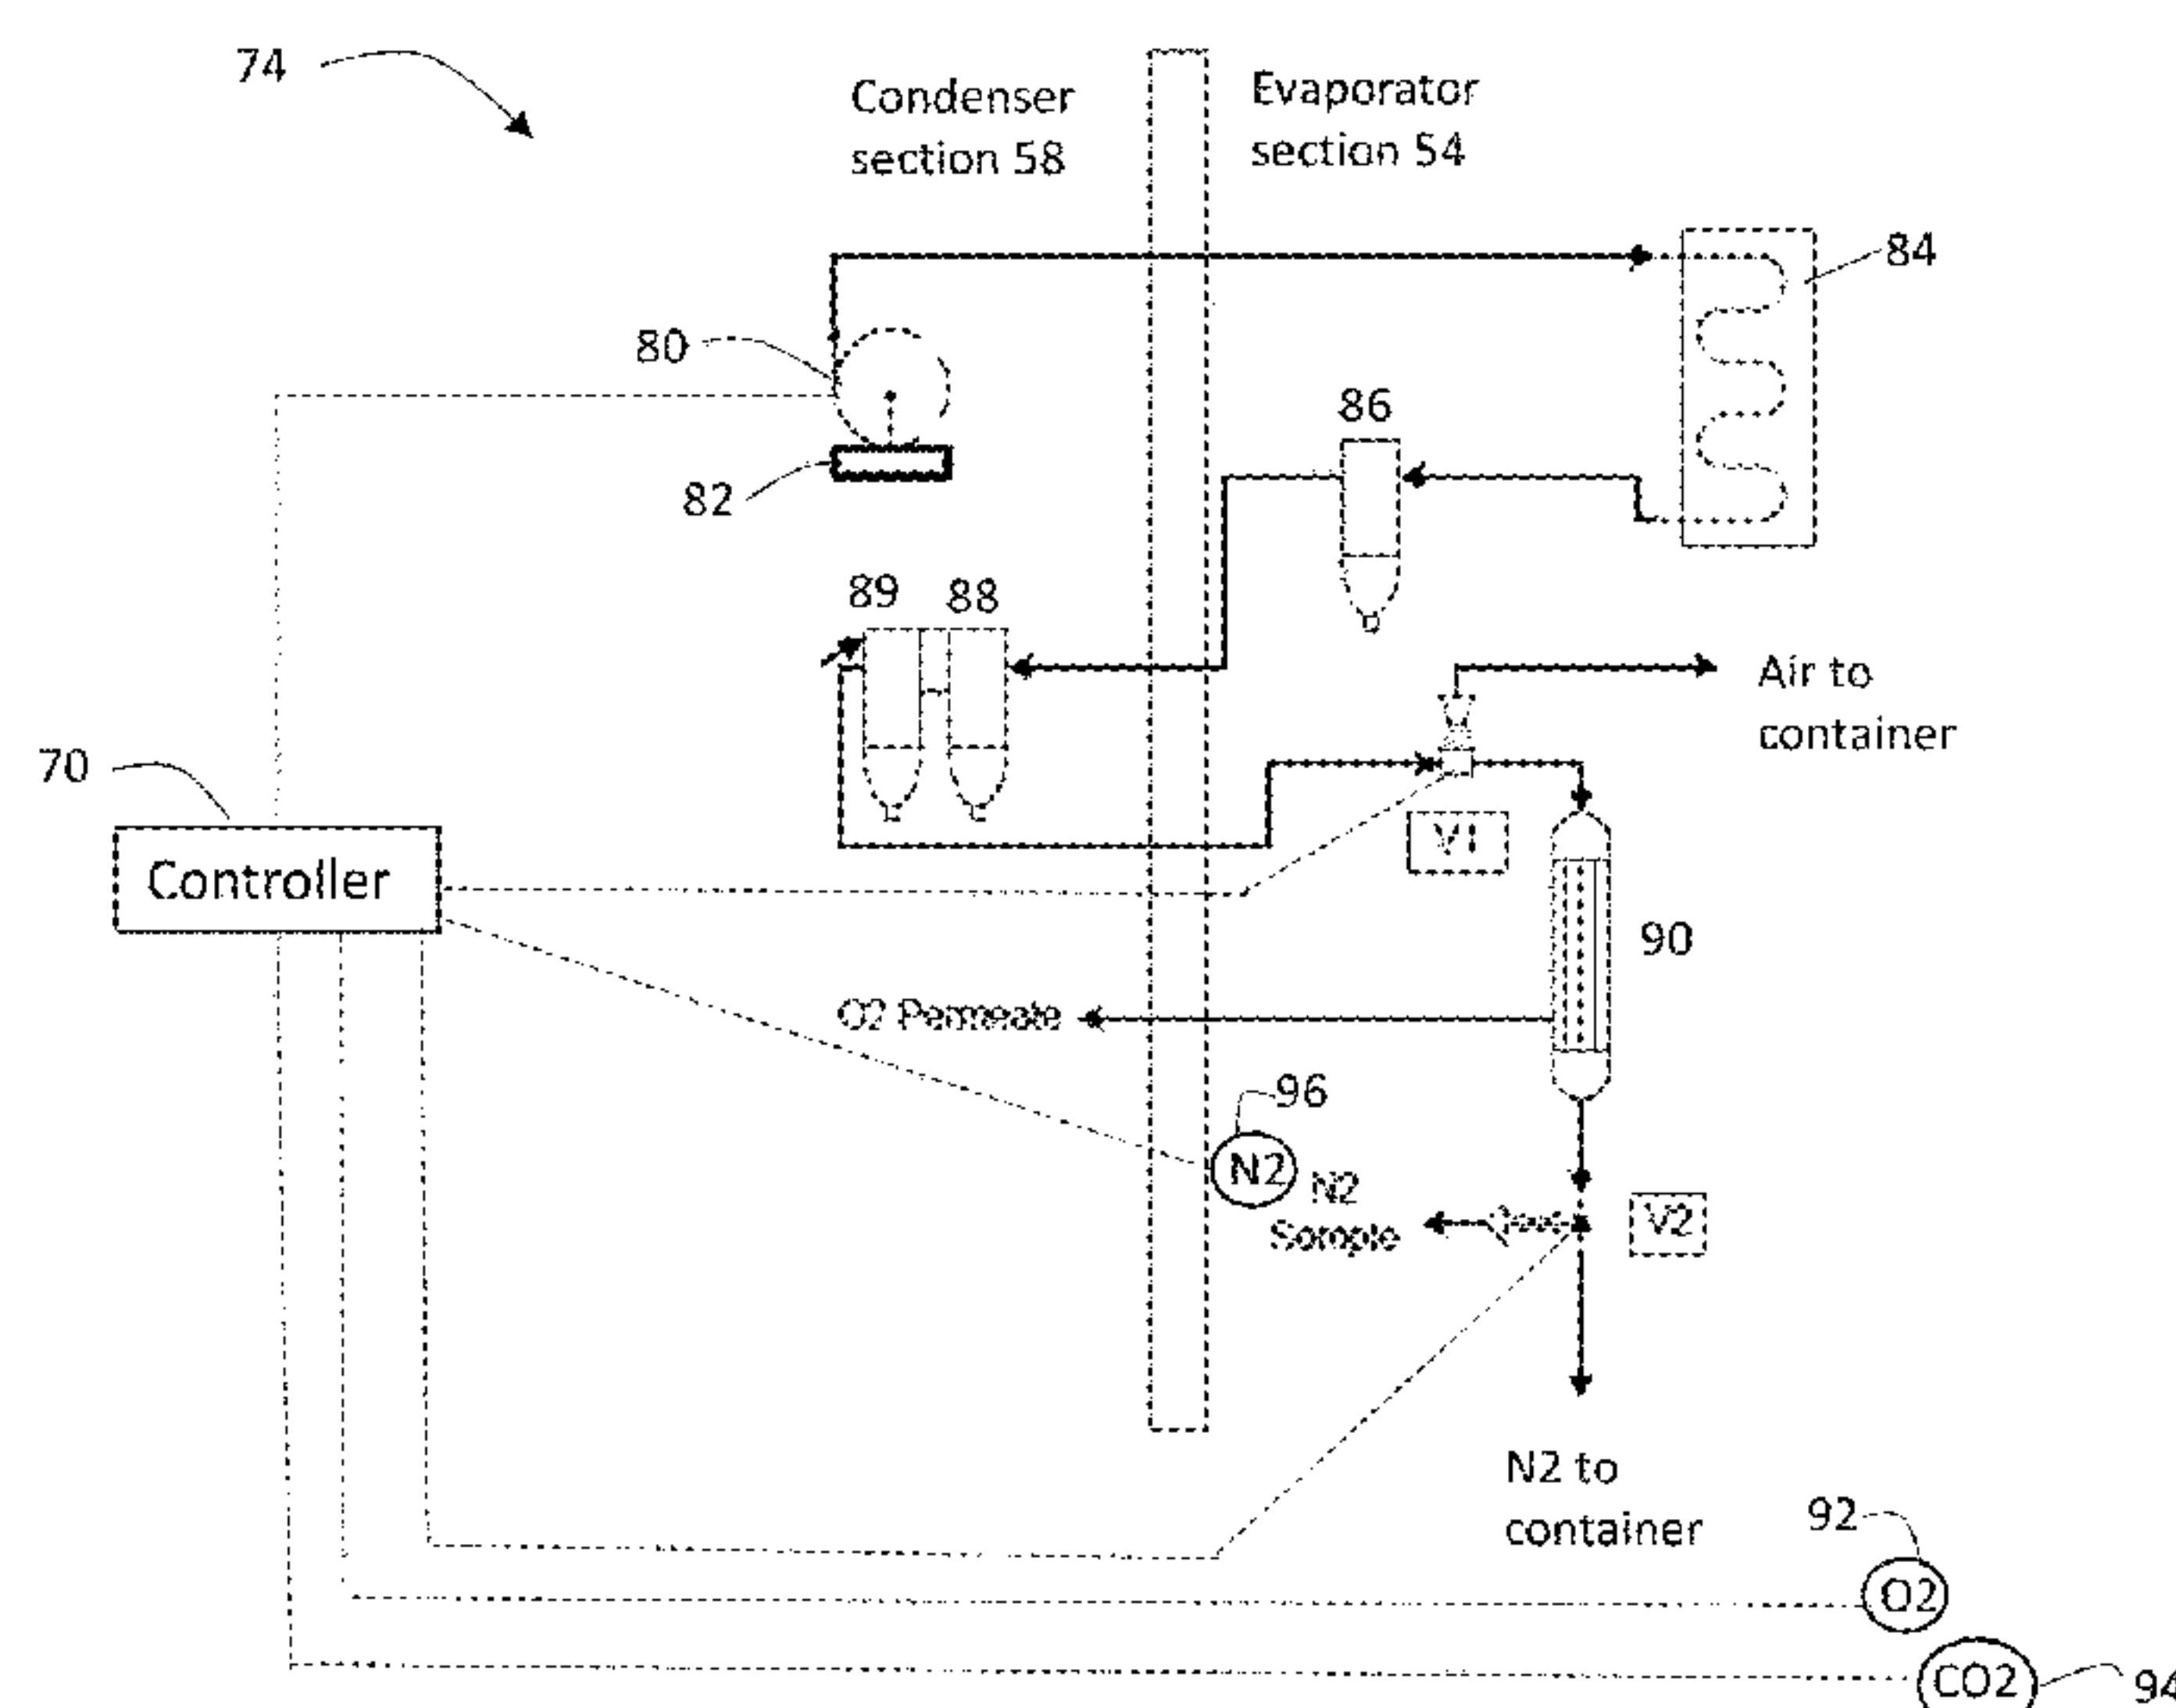 74
Condenser
section 58
Evaporator
section 54
84
80
86
82
89
88
Air to
container
70
V1
Controller
90
O2 Permeate
96
N2
N2
Sample
V2
N2 to
container
92
O2
CO2
94